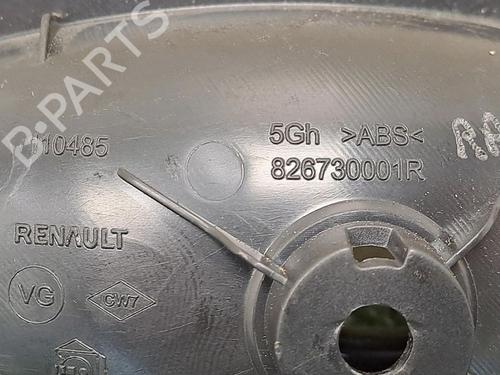 B-PARTS
5Gh >ABS<
826730001R
110485
RENAULT
VG
CW7